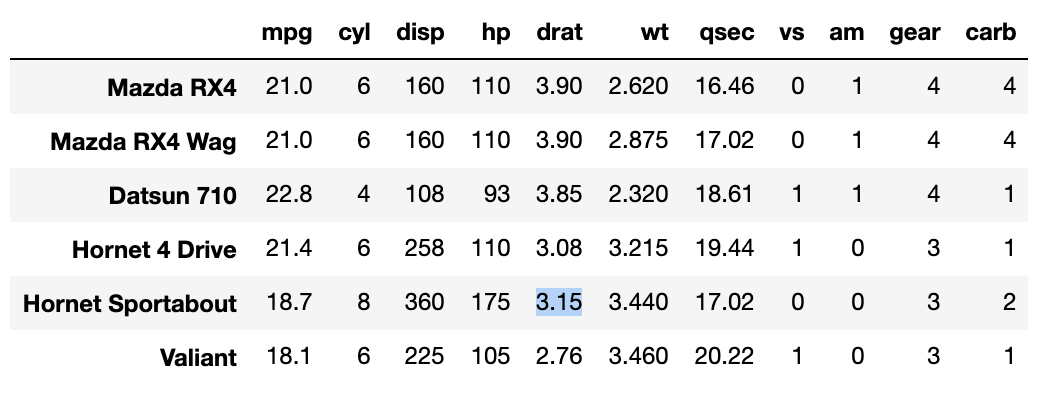 mpg cyl disp hp drat wt qsec vs am gear carb
Mazda RX4 21.0 6 160 110 3.90 2.620 16.46 0 1 4 4
Mazda RX4 Wag 21.0 6 160 110 3.90 2.875 17.02 0 1 4 4
Datsun 710 22.8 4 108 93 3.85 2.320 18.61 1 1 4 1
Hornet 4 Drive 21.4 6 258 110 3.08 3.215 19.44 1 0 3 1
Hornet Sportabout 18.7 8 360 175 3.15 3.440 17.02 0 0 3 2
Valiant 18.1 6 225 105 2.76 3.460 20.22 1 0 3 1